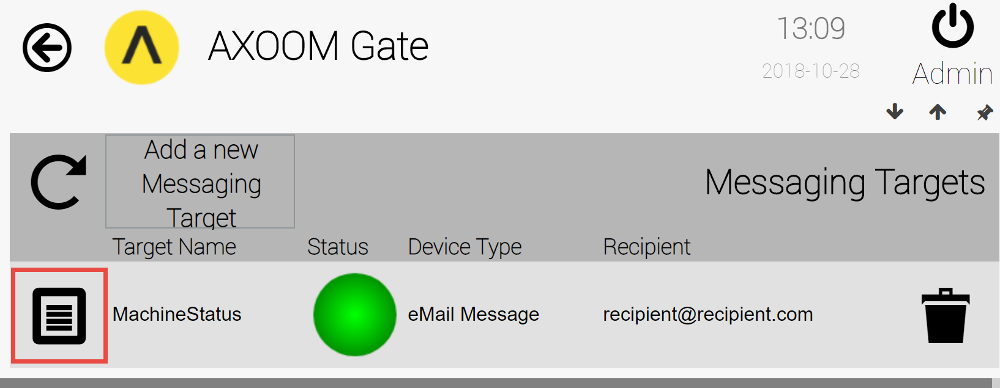 AXOOM Gate
13:09
2018-10-28
Admin
Add a new
Messaging
Target
Messaging Targets
Target Name Status Device Type Recipient
MachineStatus eMail Message recipient@recipient.com